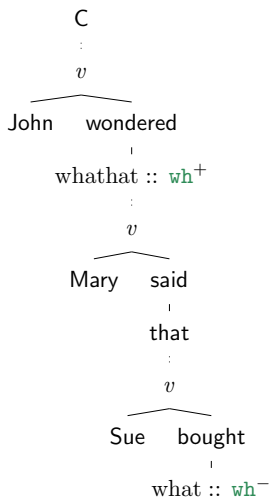 C
:
v
John wondered
whathat :: wh+
:
v
Mary said
that
:
v
Sue bought
what :: wh−